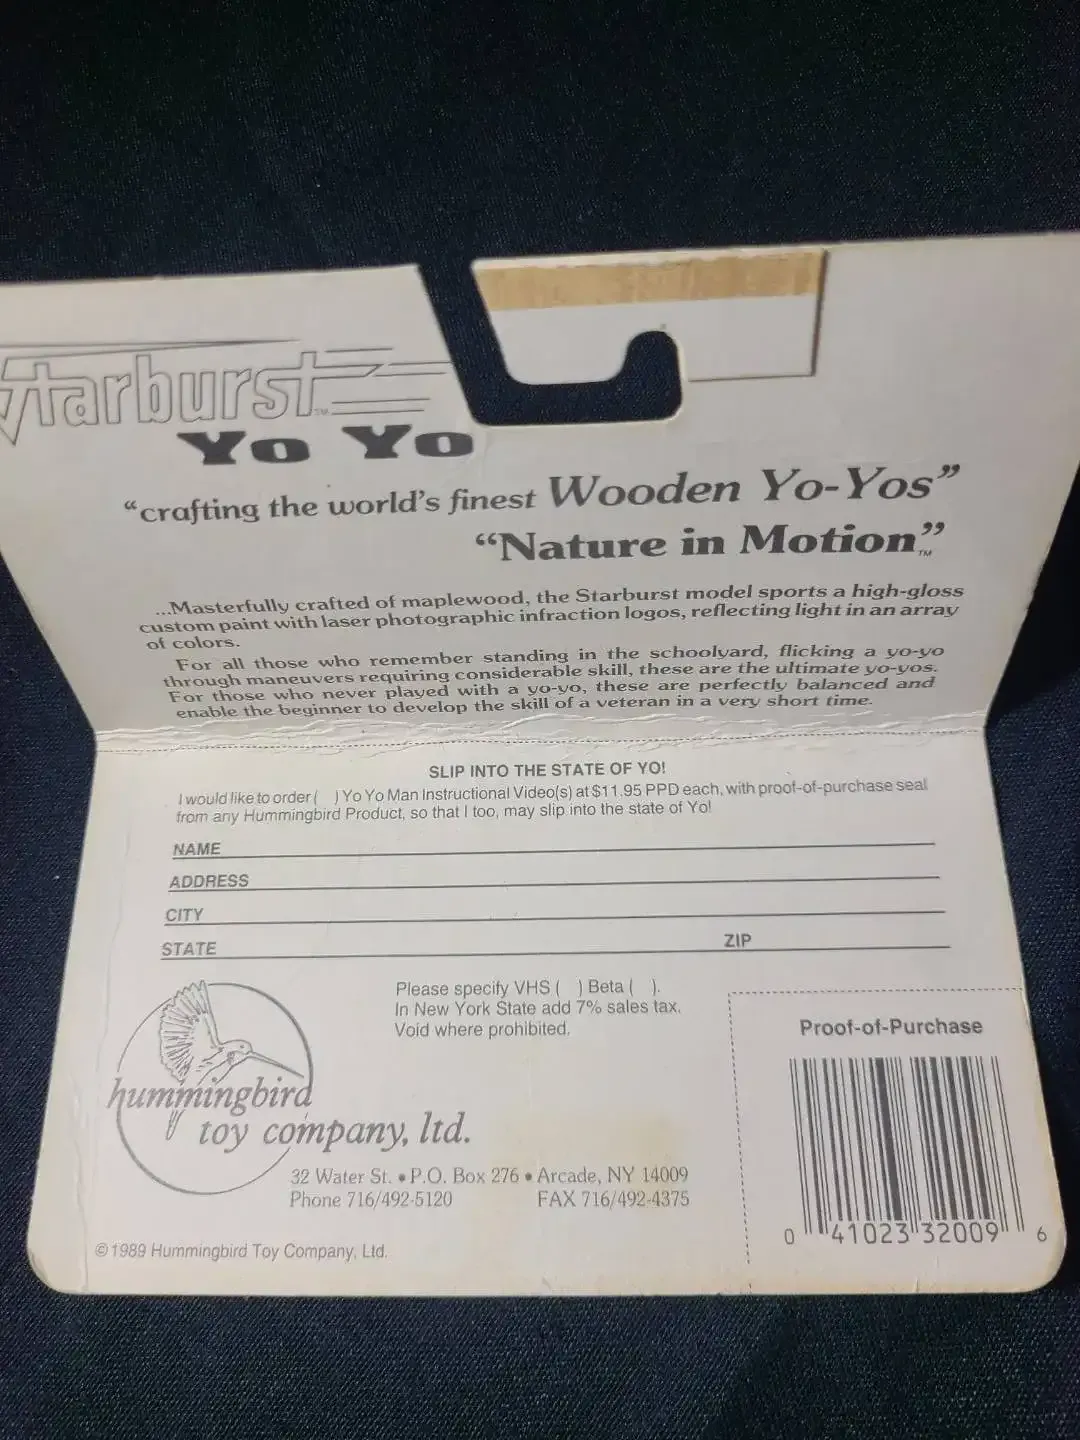 Starburst™
Yo Yo
“crafting the world’s finest Wooden Yo-Yos”
“Nature in Motion”™
...Masterfully crafted of maplewood, the Starburst model sports a high-gloss
custom paint with laser photographic infraction logos, reflecting light in an array
of colors.
For all those who remember standing in the schoolyard, flicking a yo-yo
through maneuvers requiring considerable skill, these are the ultimate yo-yos.
For those who never played with a yo-yo, these are perfectly balanced and
enable the beginner to develop the skill of a veteran in a very short time.
SLIP INTO THE STATE OF YO!
I would like to order ( ) Yo Yo Man Instructional Video(s) at $11.95 PPD each, with proof-of-purchase seal
from any Hummingbird Product, so that I too, may slip into the state of Yo!
NAME
ADDRESS
CITY
STATE ZIP
Please specify VHS ( ) Beta ( ).
In New York State add 7% sales tax.
Void where prohibited.
Proof-of-Purchase
hummingbird
toy company, ltd.
32 Water St. • P.O. Box 276 • Arcade, NY 14009
Phone 716/492-5120 FAX 716/492-4375
0 41023 32009 6
© 1989 Hummingbird Toy Company, Ltd.